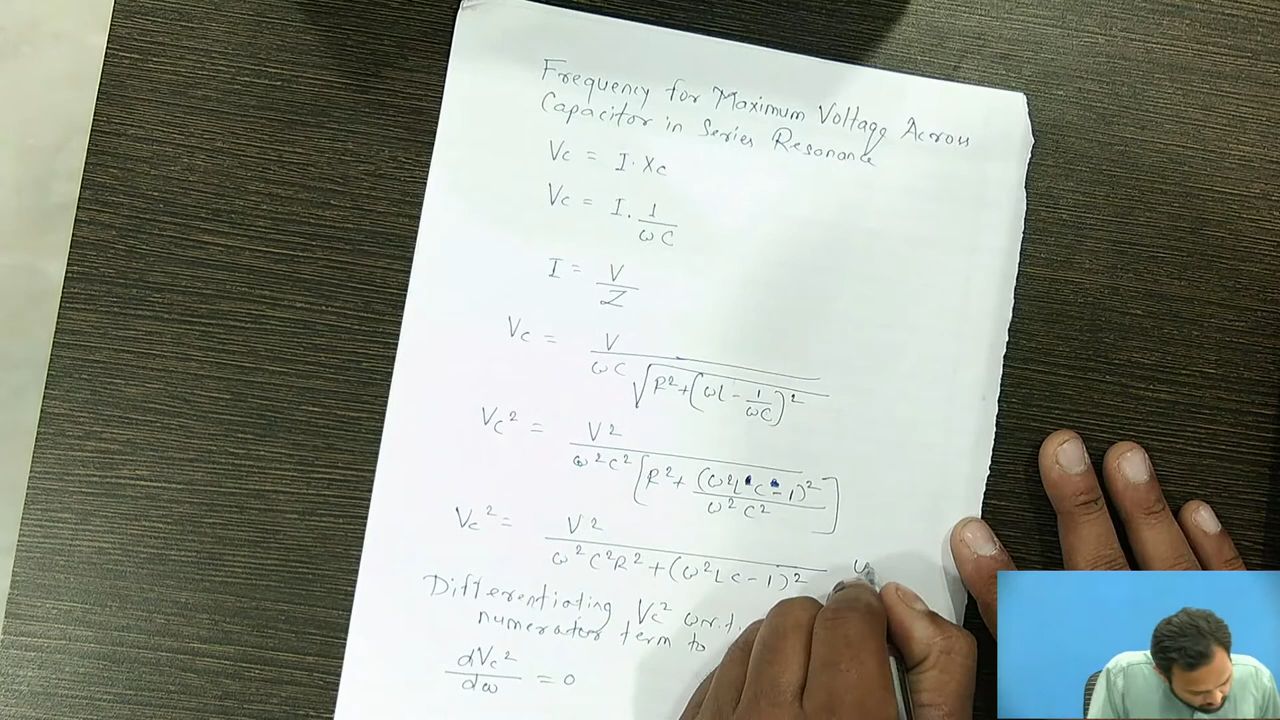 Frequency for Maximum Voltage Across
Capacitor in Series Resonance
Vc = I · Xc
Vc = I · 1/ωC
I = V/Z
Vc = V/(ωC √(R² + (ωL - 1/ωC)²))
Vc² = V²/(ω²C² [R² + (ω²LC - 1)²/ω²C²])
Vc² = V²/(ω²C²R² + (ω²LC - 1)²)
Differentiating Vc² w.r.t.
numerator term to
dVc²/dω = 0